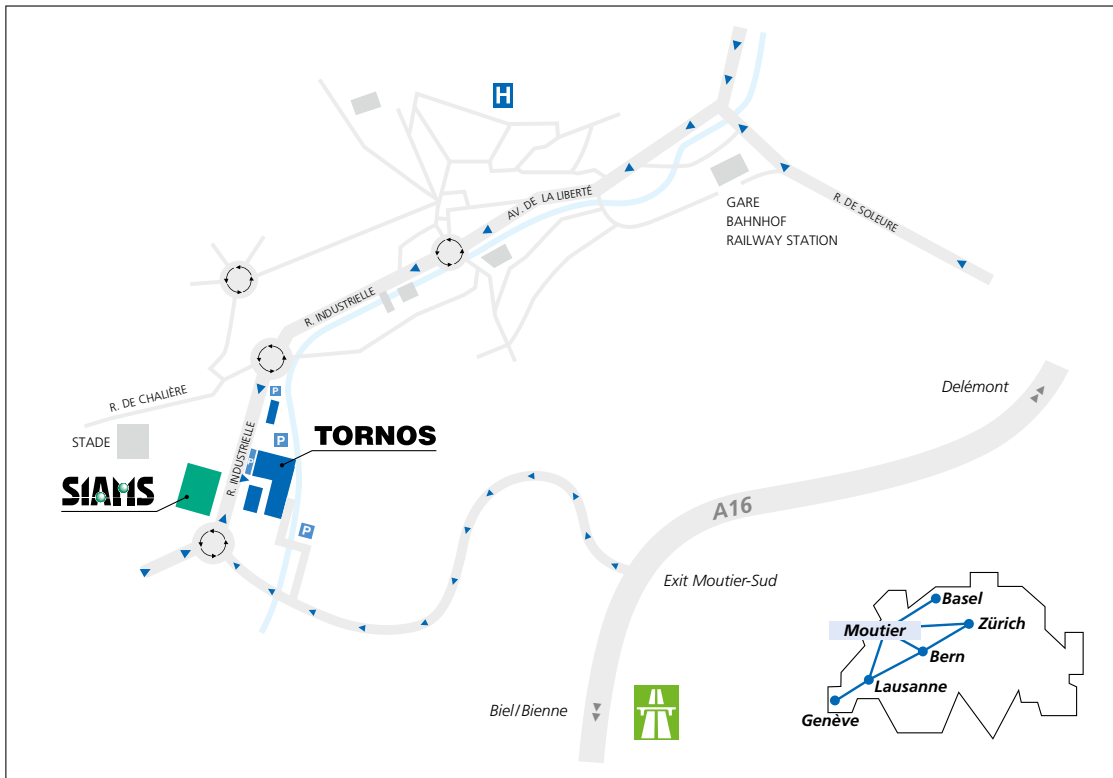 H
AV. DE LA LIBERTÉ
GARE
BAHNHOF
RAILWAY STATION
R. DE SOLEURE
R. INDUSTRIELLE
R. DE CHALIÈRE
P
STADE
P
TORNOS
R. INDUSTRIELLE
SIAMS
P
Delémont
A16
Exit Moutier-Sud
Biel/Bienne
Basel
Moutier
Zürich
Bern
Lausanne
Genève